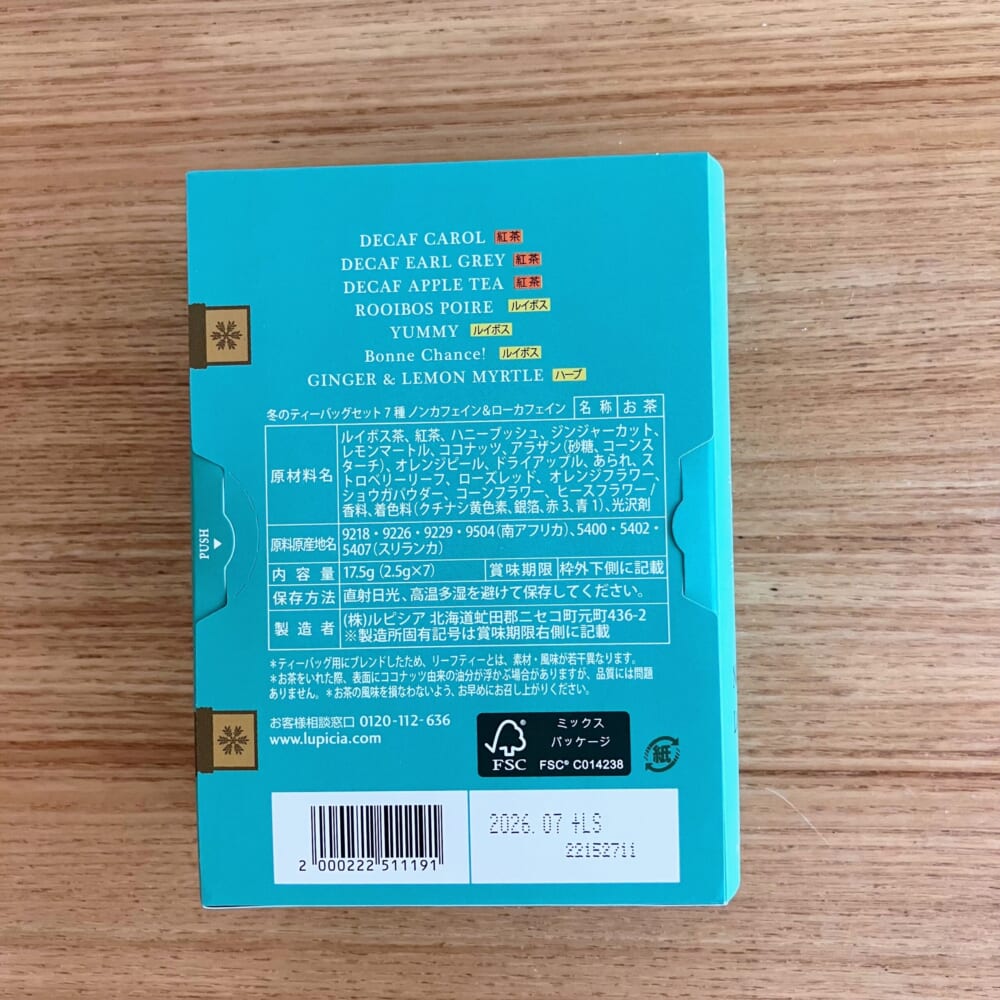 DECAF CAROL 紅茶
DECAF EARL GREY 紅茶
DECAF APPLE TEA 紅茶
ROOIBOS POIRE ルイボス
YUMMY ルイボス
Bonne Chance! ルイボス
GINGER & LEMON MYRTLE ハーブ
冬のティーバッグセット7種 ノンカフェイン&ローカフェイン 名称 お茶
原材料名
ルイボス茶、紅茶、ハニーブッシュ、ジンジャーカット、
レモンマートル、ココナッツ、アラザン(砂糖、コーンス
ターチ)、オレンジピール、ドライアップル、あられ、ス
トロベリーリーフ、ローズレッド、オレンジフラワー、
ショウガパウダー、コーンフラワー、ヒースフラワー/
香料、着色料(クチナシ黄色素、銀箔、赤3、青1)、光沢剤
原料原産地名
9218・9226・9229・9504(南アフリカ)、5400・5402・
5407(スリランカ)
内容量 17.5g (2.5g×7) 賞味期限 枠外下側に記載
保存方法 直射日光、高温多湿を避けて保存してください。
製造者
(株)ルピシア 北海道虻田郡ニセコ町元町436-2
※製造所固有記号は賞味期限右側に記載
*ティーバッグ用にブレンドしたため、リーフティーとは、素材・風味が若干異なります。
*お茶をいれた際、表面にココナッツ由来の油分が浮かぶ場合がありますが、品質には問題
ありません。*お茶の風味を損なわないよう、お早めにお召し上がりください。
お客様相談窓口 0120-112-636
www.lupicia.com
FSC
ミックス
パッケージ
FSC® C014238
紙
PUSH
2 000222 511191
2026.07 +LS
22152711